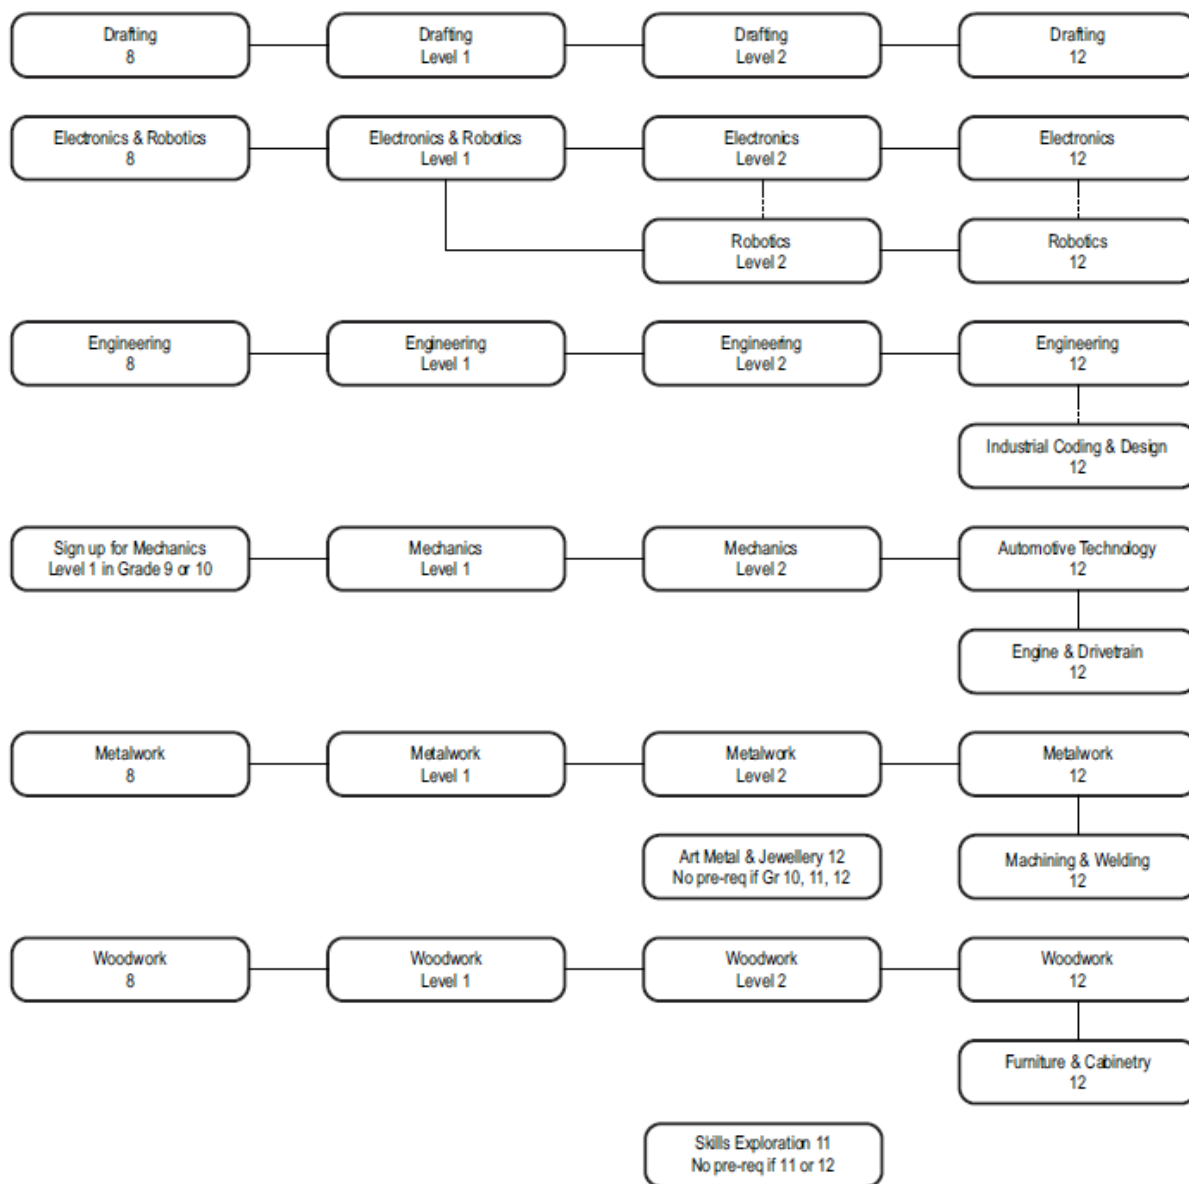 Drafting
8
Drafting
Level 1
Drafting
Level 2
Drafting
12
Electronics & Robotics
8
Electronics & Robotics
Level 1
Electronics
Level 2
Electronics
12
Robotics
Level 2
Robotics
12
Engineering
8
Engineering
Level 1
Engineering
Level 2
Engineering
12
Industrial Coding & Design
12
Sign up for Mechanics
Level 1 in Grade 9 or 10
Mechanics
Level 1
Mechanics
Level 2
Automotive Technology
12
Engine & Drivetrain
12
Metalwork
8
Metalwork
Level 1
Metalwork
Level 2
Metalwork
12
Art Metal & Jewellery 12
No pre-req if Gr 10, 11, 12
Machining & Welding
12
Woodwork
8
Woodwork
Level 1
Woodwork
Level 2
Woodwork
12
Furniture & Cabinetry
12
Skills Exploration 11
No pre-req if 11 or 12